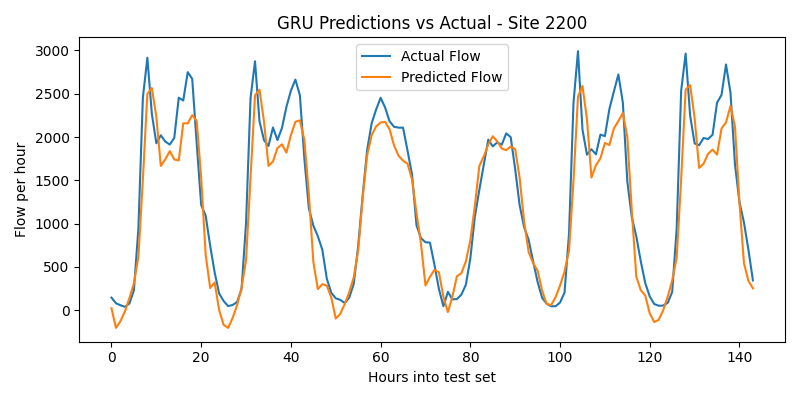 GRU Predictions vs Actual - Site 2200
Actual Flow
Predicted Flow
Flow per hour
3000
2500
2000
1500
1000
500
0
0 20 40 60 80 100 120 140
Hours into test set